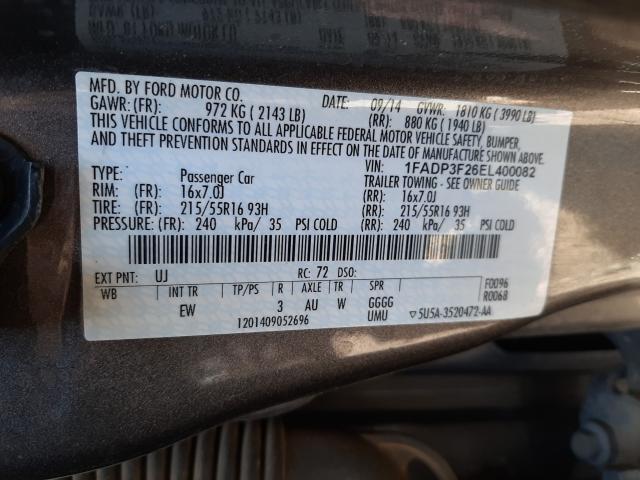 MFD. BY FORD MOTOR CO. DATE: 09/14 GVWR: 1810 KG ( 3990 LB)
GAWR: (FR): 972 KG ( 2143 LB) (RR): 880 KG ( 1940 LB)
THIS VEHICLE CONFORMS TO ALL APPLICABLE FEDERAL MOTOR VEHICLE SAFETY, BUMPER,
AND THEFT PREVENTION STANDARDS IN EFFECT ON THE DATE OF MANUFACTURE SHOWN ABOVE.
VIN: 1FADP3F26EL400082
TYPE: Passenger Car TRAILER TOWING - SEE OWNER GUIDE
RIM: (FR): 16x7.0J (RR): 16x7.0J
TIRE: (FR): 215/55R16 93H (RR): 215/55R16 93H
PRESSURE: (FR): 240 kPa/ 35 PSI COLD (RR): 240 kPa/ 35 PSI COLD
EXT PNT: UJ RC: 72 DSO: F0096
WB INT TR TP/PS R AXLE TR SPR R0068
EW 3 AU W GGGG
1201409052696 UMU ▽5U5A-3520472-AA